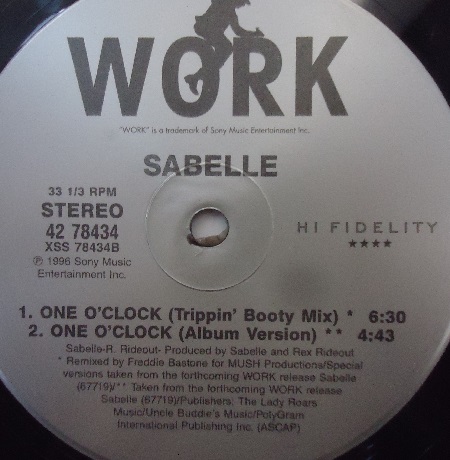 WORK
"WORK" is a trademark of Sony Music Entertainment Inc.
SABELLE
33 1/3 RPM
STEREO
42 78434
XSS 78434B
℗ 1996 Sony Music
Entertainment Inc.
HI FIDELITY
★★★★
1. ONE O'CLOCK (Trippin' Booty Mix) * 6:30
2. ONE O'CLOCK (Album Version) ** 4:43
Sabelle-R. Rideout- Produced by Sabelle and Rex Rideout
* Remixed by Freddie Bastone for MUSH Productions/Special
versions taken from the forthcoming WORK release Sabelle
(67719)/** Taken from the forthcoming WORK release
Sabelle (67719)/Publishers: The Lady Roars
Music/Uncle Buddie's Music/PolyGram
International Publishing Inc. (ASCAP)